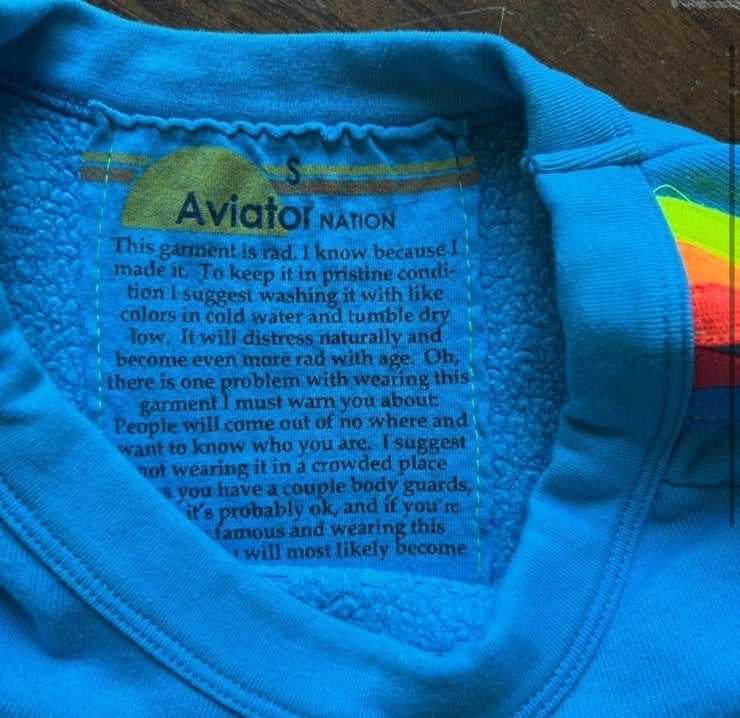 S
Aviator NATION
This garment is rad. I know because I
made it. To keep it in pristine condi-
tion I suggest washing it with like
colors in cold water and tumble dry
low. It will distress naturally and
become even more rad with age. Oh,
there is one problem with wearing this
garment I must warn you about:
People will come out of no where and
want to know who you are. I suggest
not wearing it in a crowded place
you have a couple body guards,
it's probably ok, and if you're
famous and wearing this
will most likely become